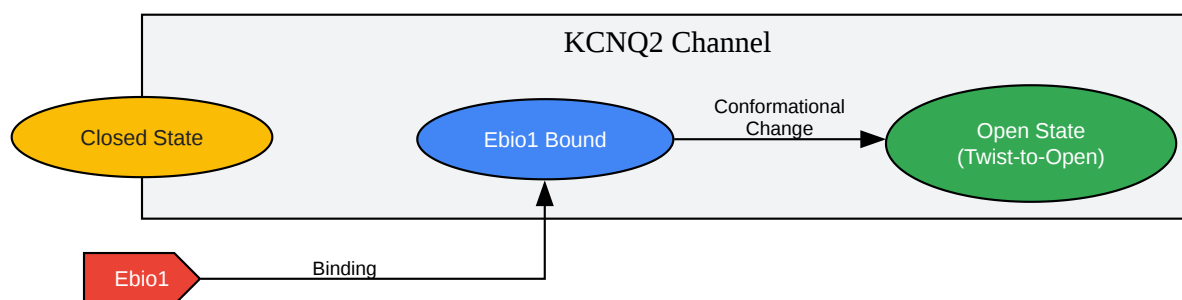 KCNQ2 Channel
Closed State
Ebio1 Bound
Conformational
Change
Open State
(Twist-to-Open)
Ebio1
Binding